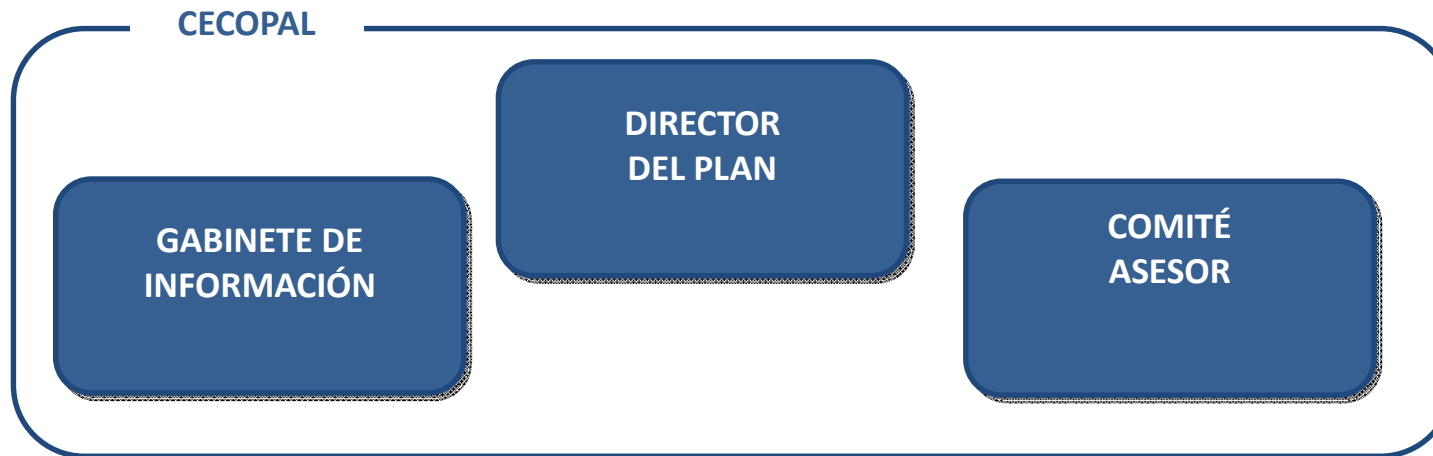 CECOPAL
DIRECTOR
DEL PLAN
GABINETE DE
INFORMACIÓN
COMITÉ
ASESOR